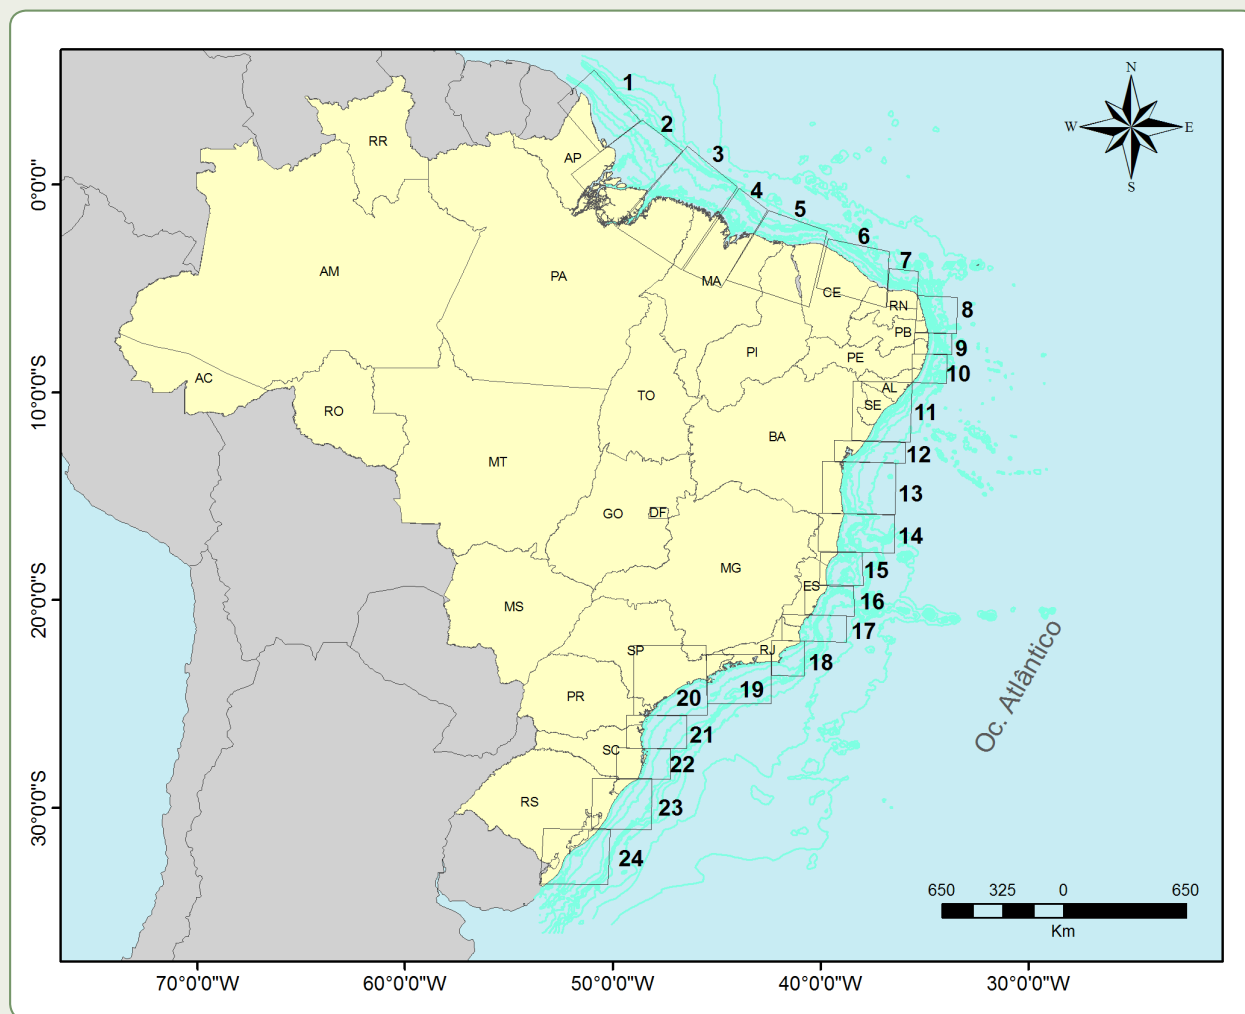 N
W E
S
1
2
3
4
5
6
7
8
9
10
11
12
13
14
15
16
17
18
19
20
21
22
23
24
RR
AP
AM
PA
MA
CE
RN
PB
PI
PE
AL
SE
AC
RO
TO
BA
MT
GO
DF
MG
ES
MS
SP
RJ
PR
SC
RS
Oc. Atlântico
0°0'0"
10°0'0"S
20°0'0"S
30°0'0"S
650 325 0 650
Km
70°0'0"W 60°0'0"W 50°0'0"W 40°0'0"W 30°0'0"W